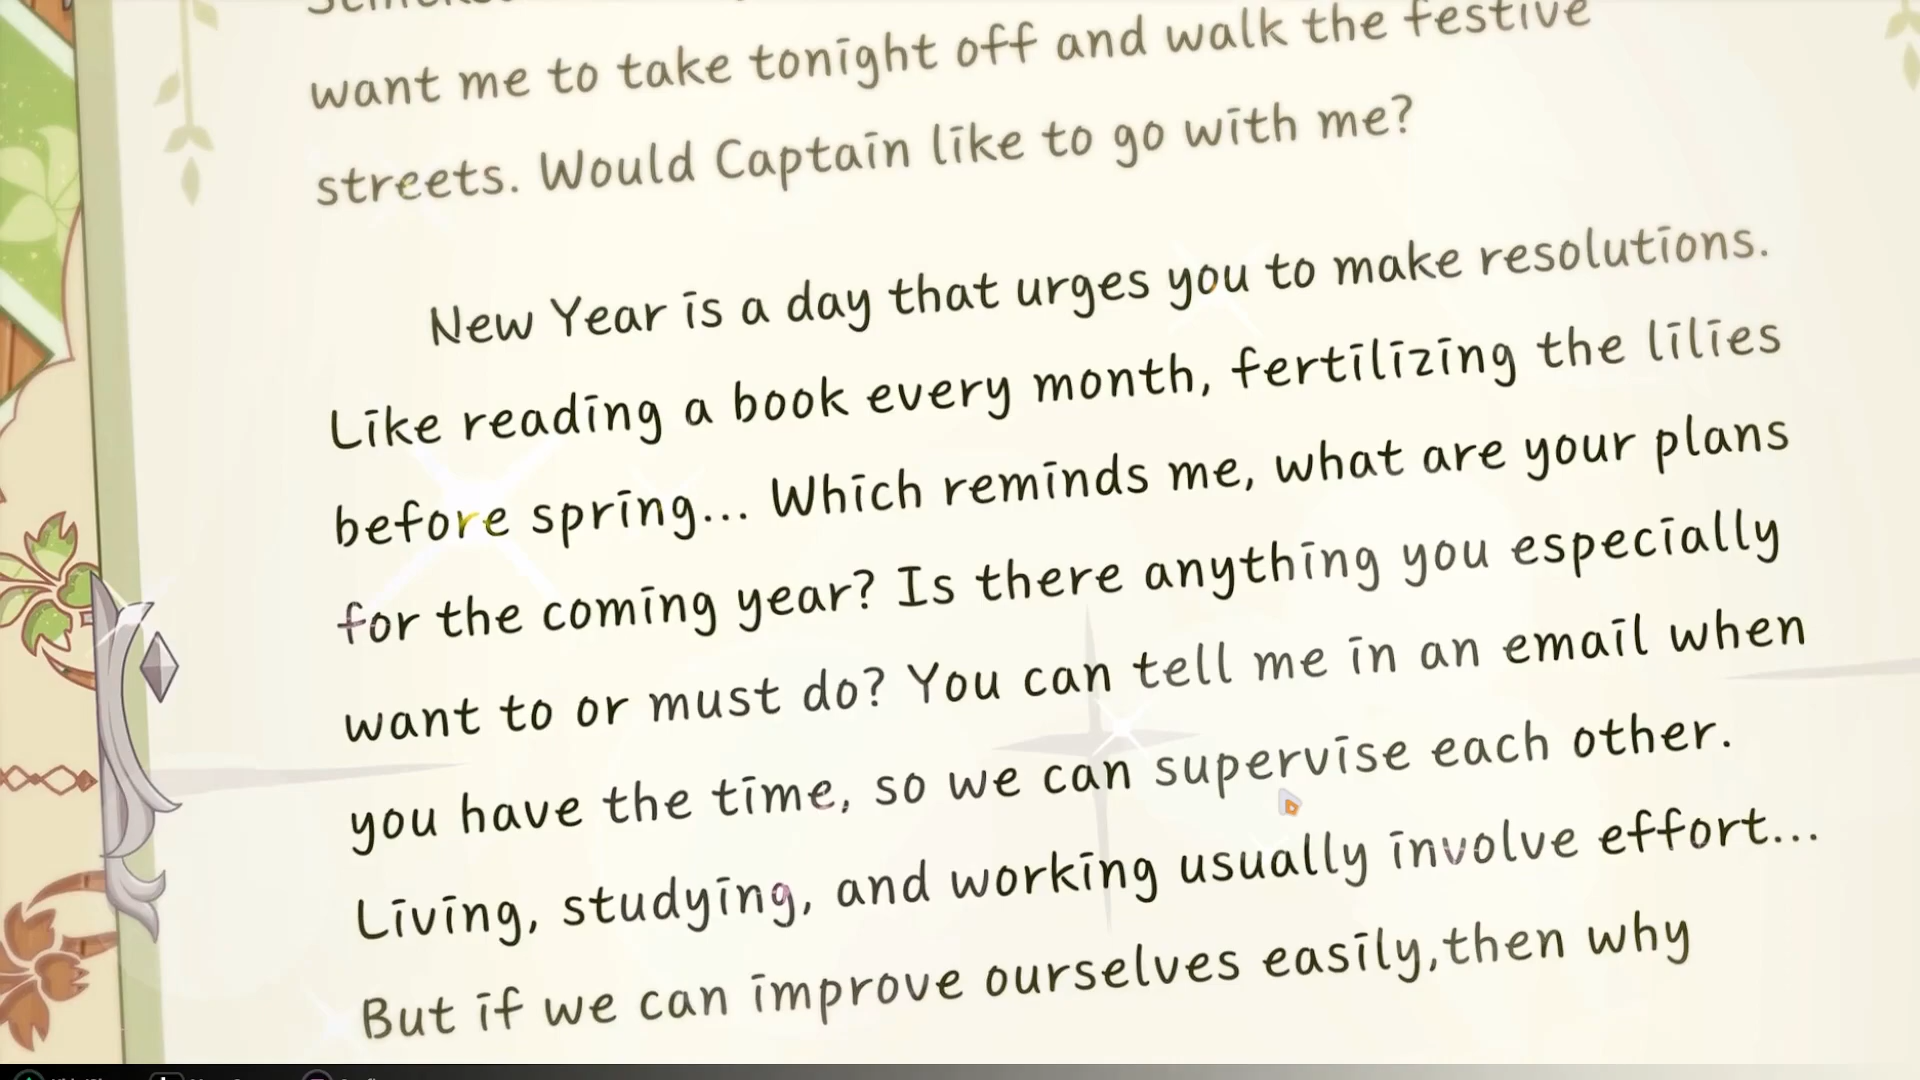 want me to take tonight off and walk the festive
streets. Would Captain like to go with me?
New Year is a day that urges you to make resolutions.
Like reading a book every month, fertilizing the lilies
before spring... Which reminds me, what are your plans
for the coming year? Is there anything you especially
want to or must do? You can tell me in an email when
you have the time, so we can supervise each other.
Living, studying, and working usually involve effort...
But if we can improve ourselves easily,then why